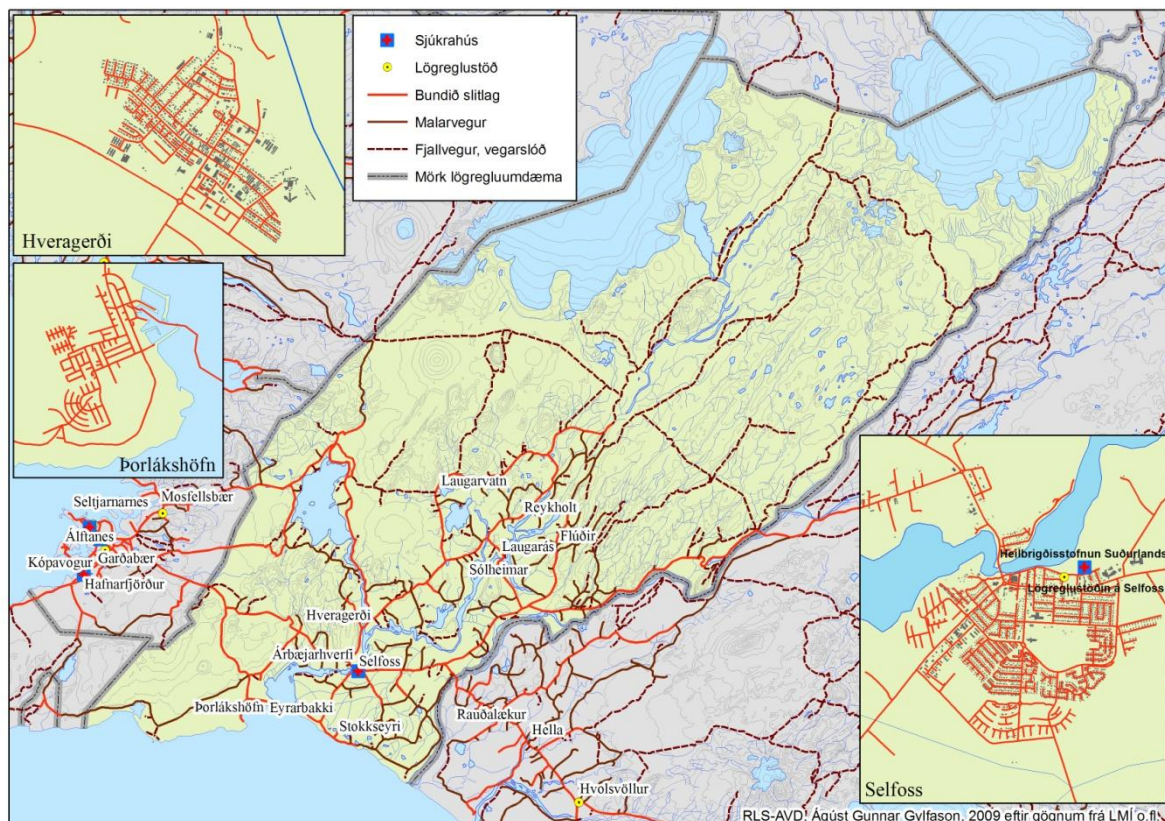 Sjúkrahús
Lögreglustöð
Bundið slitlag
Malarvegur
Fjallvegur, vegarslóð
Mörk lögregluumdæma
Hveragerði
Þorlákshöfn
Seltjarnarnes
Mosfellsbær
Álftanes
Kópavogur
Garðabær
Hafnarfjörður
Laugarvatn
Reykholt
Laugarás
Flúðir
Sólheimar
Hveragerði
Árbæjarhverfi
Selfoss
Þorlákshöfn
Eyrarbakki
Stokkseyri
Rauðalækur
Hella
Hvolsvöllur
Heilbrigðisstofnun Suðurlands
Lögreglustöðin á Selfoss
Selfoss
RLS-AVD, Ágúst Gunnar Gylfason, 2009 eftir gögnum frá LMÍ o.fl.